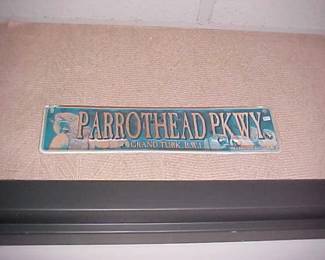 PARROTHEAD PKWY.
GRAND TURK, B.W.I.